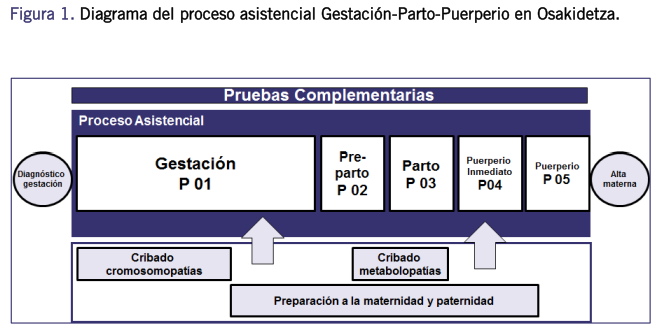 Figura 1. Diagrama del proceso asistencial Gestación-Parto-Puerperio en Osakidetza.
Pruebas Complementarias
Proceso Asistencial
Diagnóstico
gestación
Gestación
P 01
Pre-
parto
P 02
Parto
P 03
Puerperio
Inmediato
P04
Puerperio
P 05
Alta
materna
Cribado
cromosomopatías
Cribado
metabolopatías
Preparación a la maternidad y paternidad